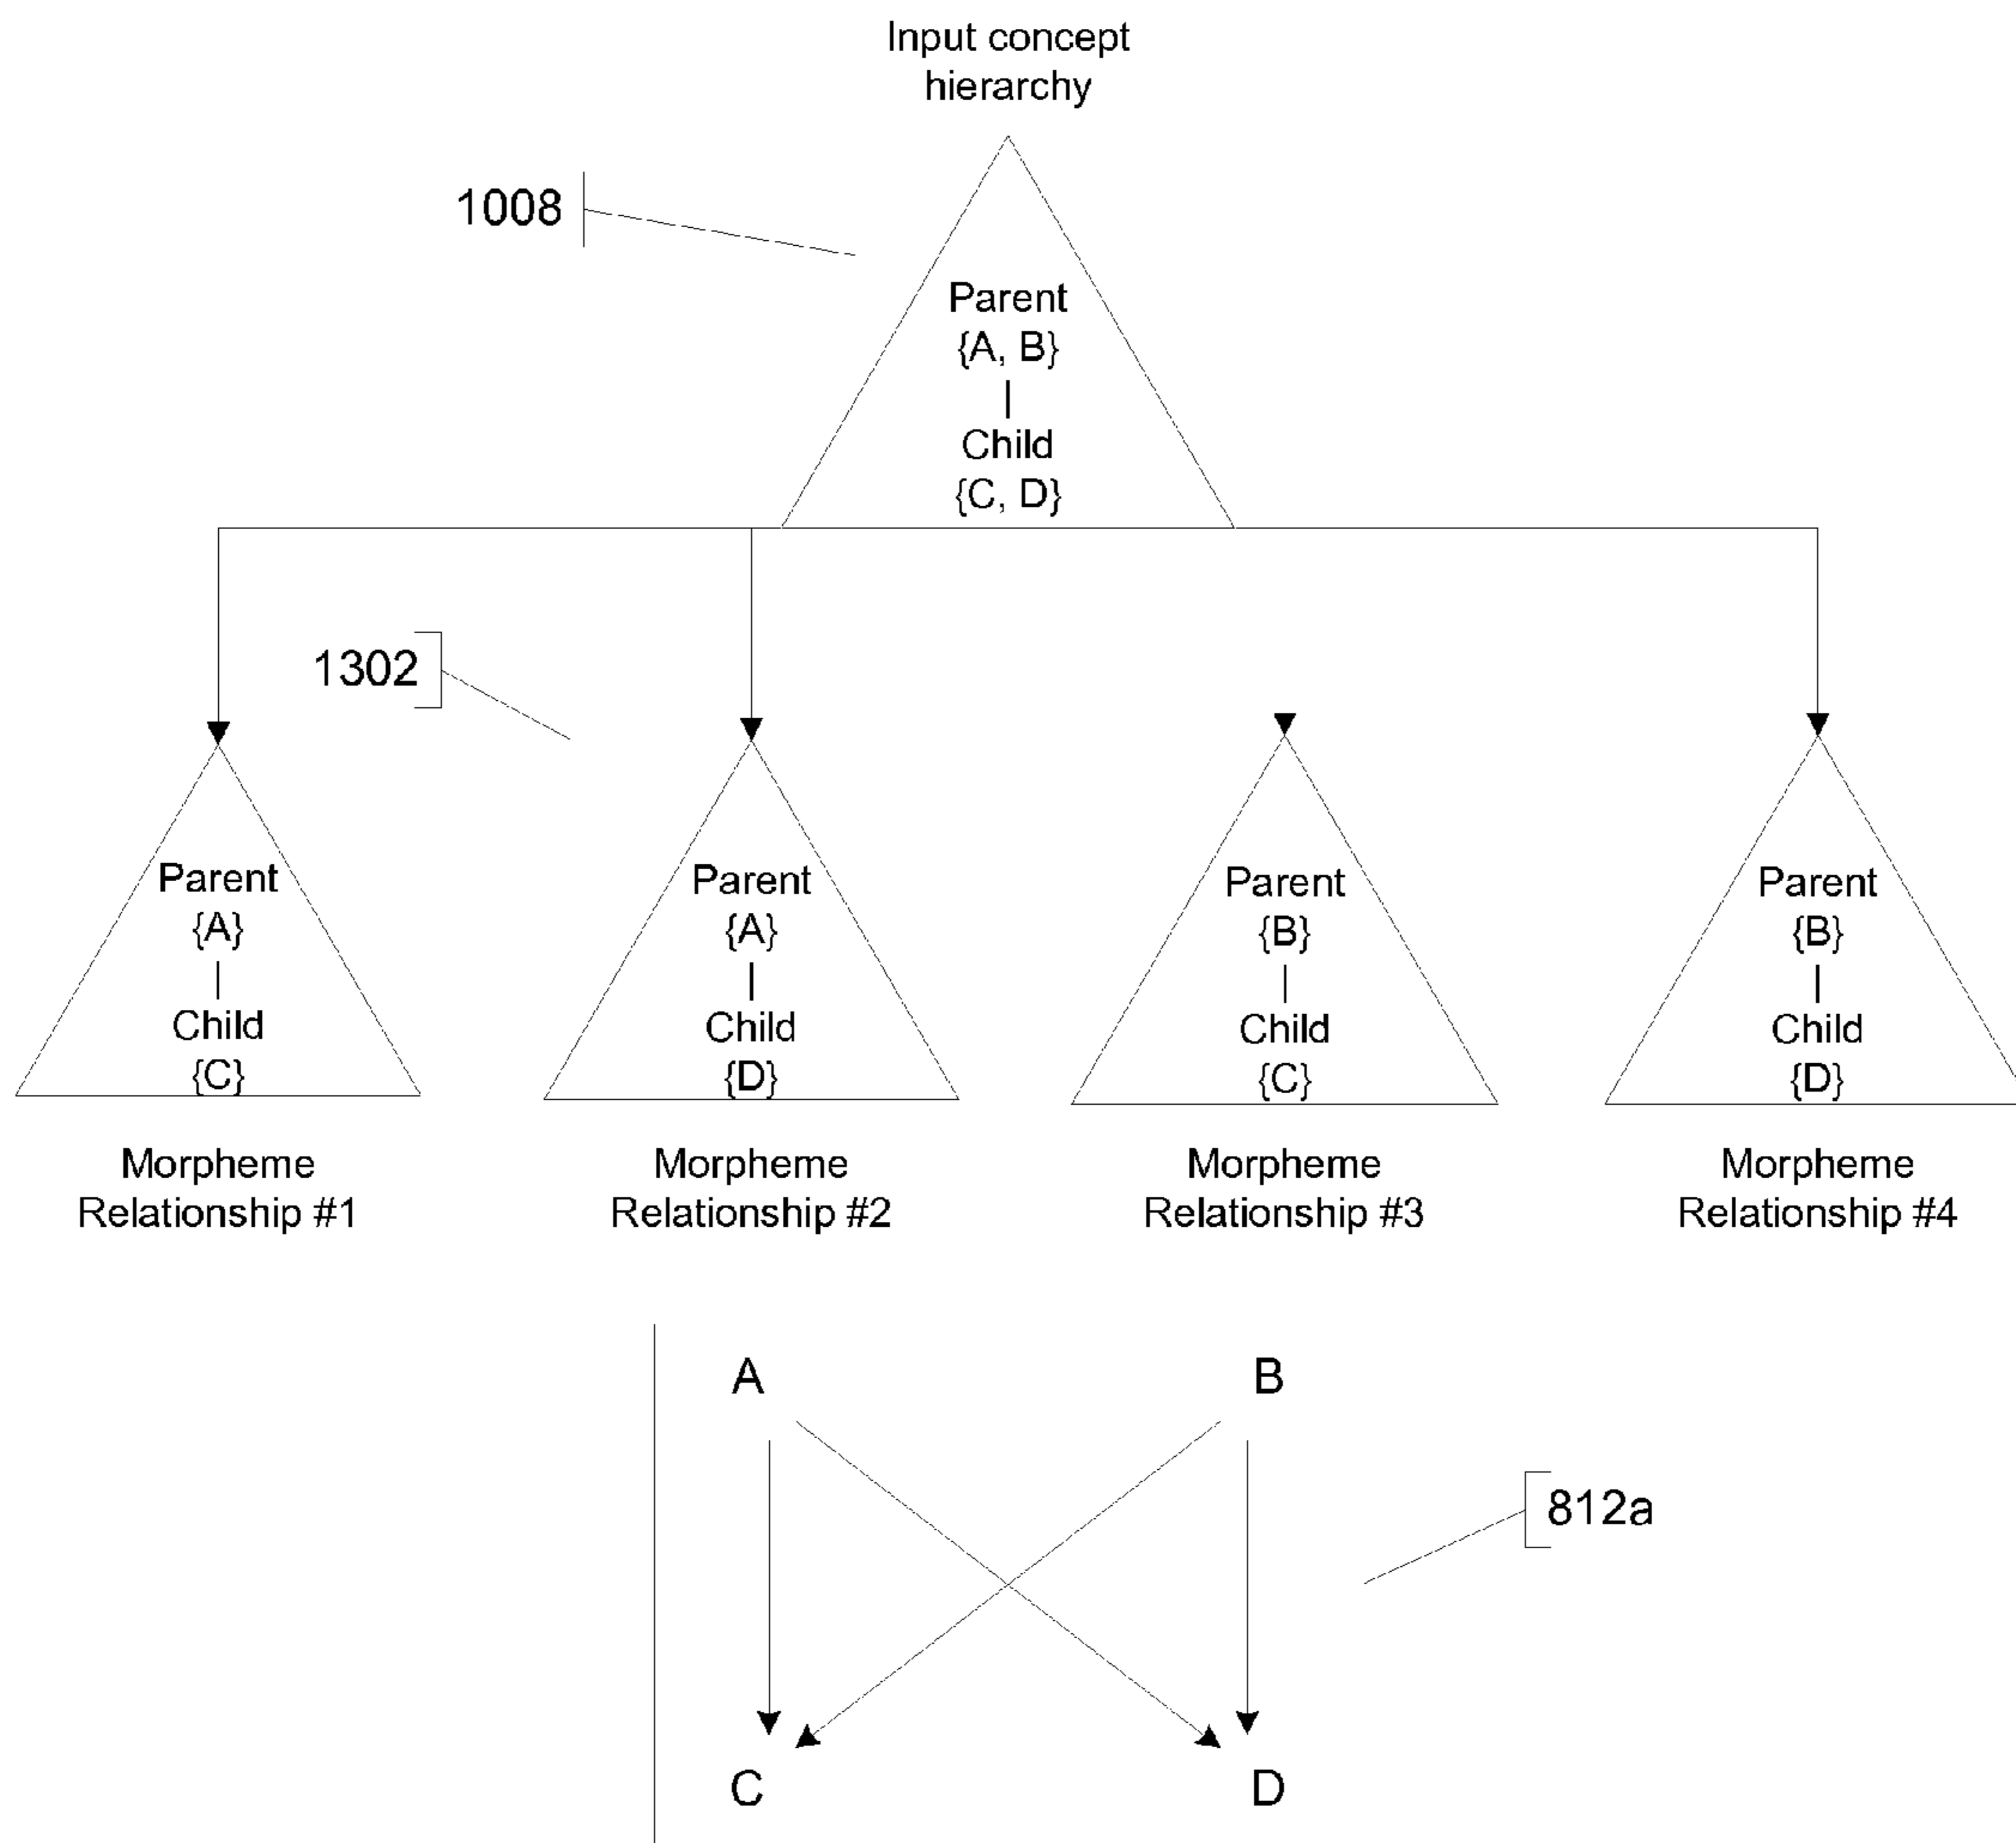 Input concept
hierarchy
1008
Parent
{A, B}
Child
{C, D}
1302
Parent
{A}
Child
{C}
Morpheme
Relationship #1
Parent
{A}
Child
{D}
Morpheme
Relationship #2
Parent
{B}
Child
{C}
Morpheme
Relationship #3
Parent
{B}
Child
{D}
Morpheme
Relationship #4
A
B
812a
C
D